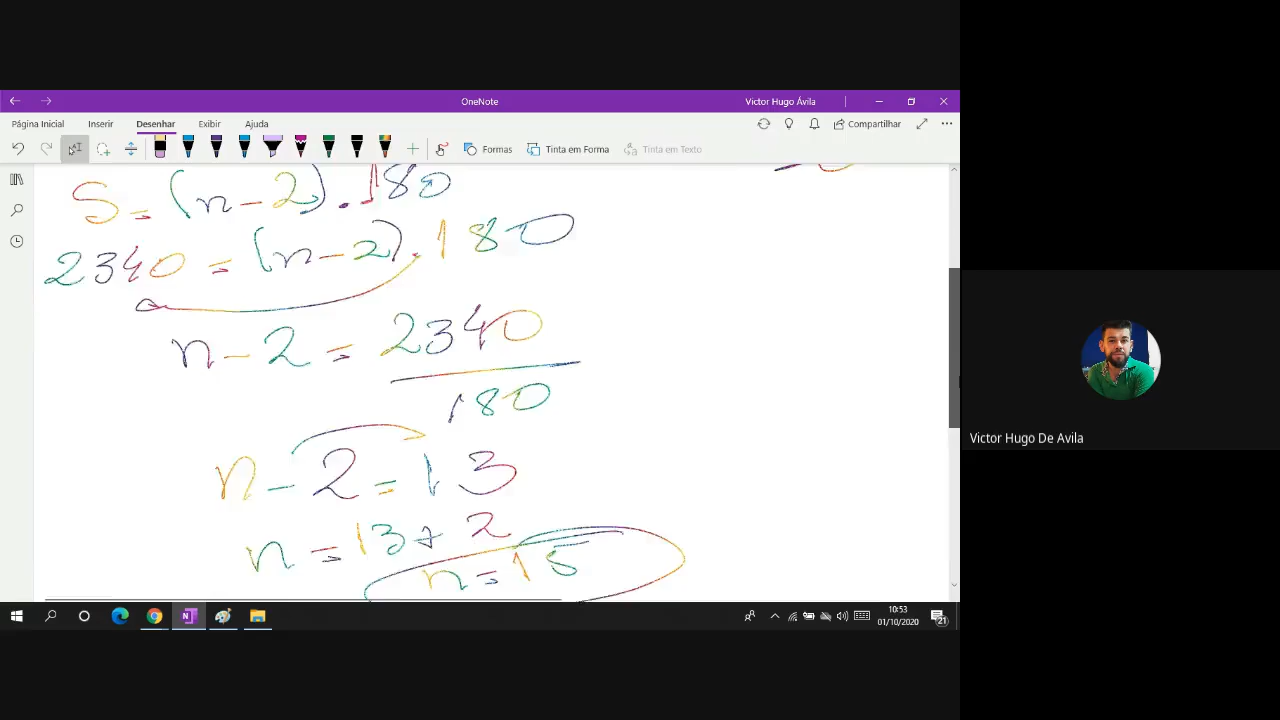 OneNote
Victor Hugo Ávila
Página Inicial Inserir Desenhar Exibir Ajuda
Compartilhar
Formas Tinta em Forma Tinta em Texto
S = (n - 2) . 180
2340 = (n - 2) . 180
n - 2 = 2340
180
n - 2 = 13
n = 13 + 2
n = 15
Victor Hugo De Avila
10:53
01/10/2020
21